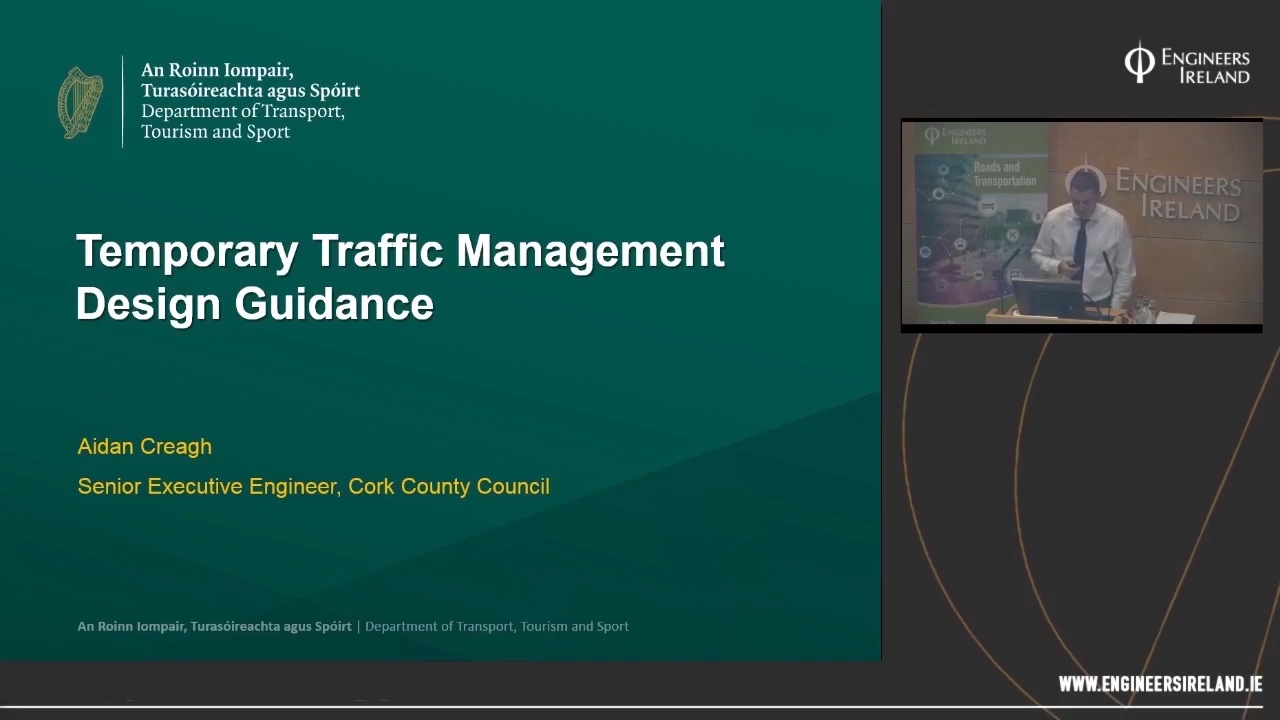 An Roinn Iompair,
Turasóireachta agus Spóirt
Department of Transport,
Tourism and Sport
Temporary Traffic Management
Design Guidance
Aidan Creagh
Senior Executive Engineer, Cork County Council
An Roinn Iompair, Turasóireachta agus Spóirt | Department of Transport, Tourism and Sport
ENGINEERS
IRELAND
ENGINEERS
IRELAND
Roads and
Transportation
ENGINEERS
IRELAND
WWW.ENGINEERSIRELAND.IE